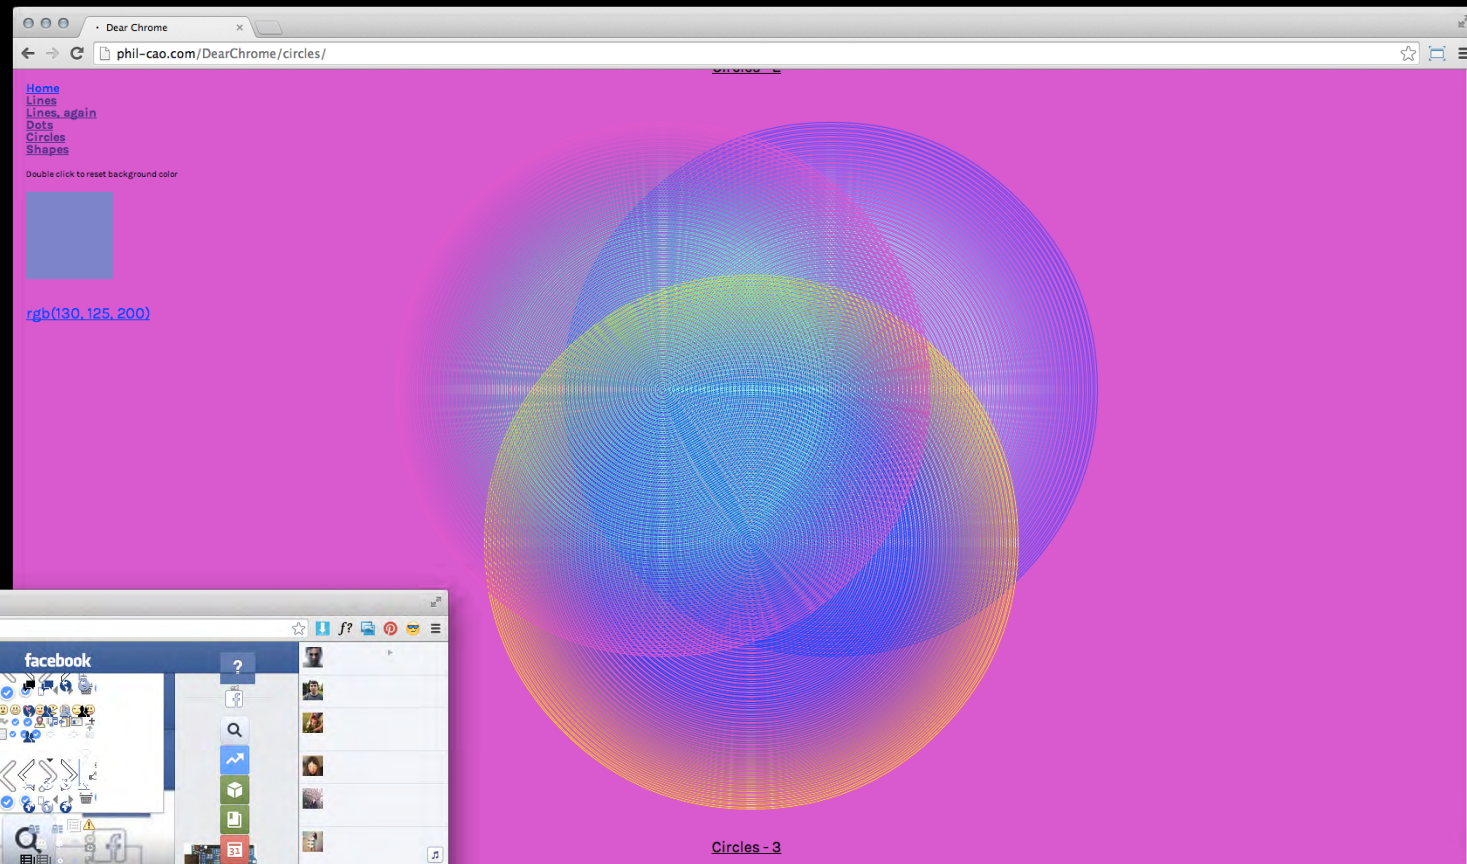 Dear Chrome
phil-cao.com/DearChrome/circles/
Home
Lines
Lines, again
Dots
Circles
Shapes
Double click to reset background color
rgb(130, 125, 200)
f?
facebook
?
31
Circles - 3